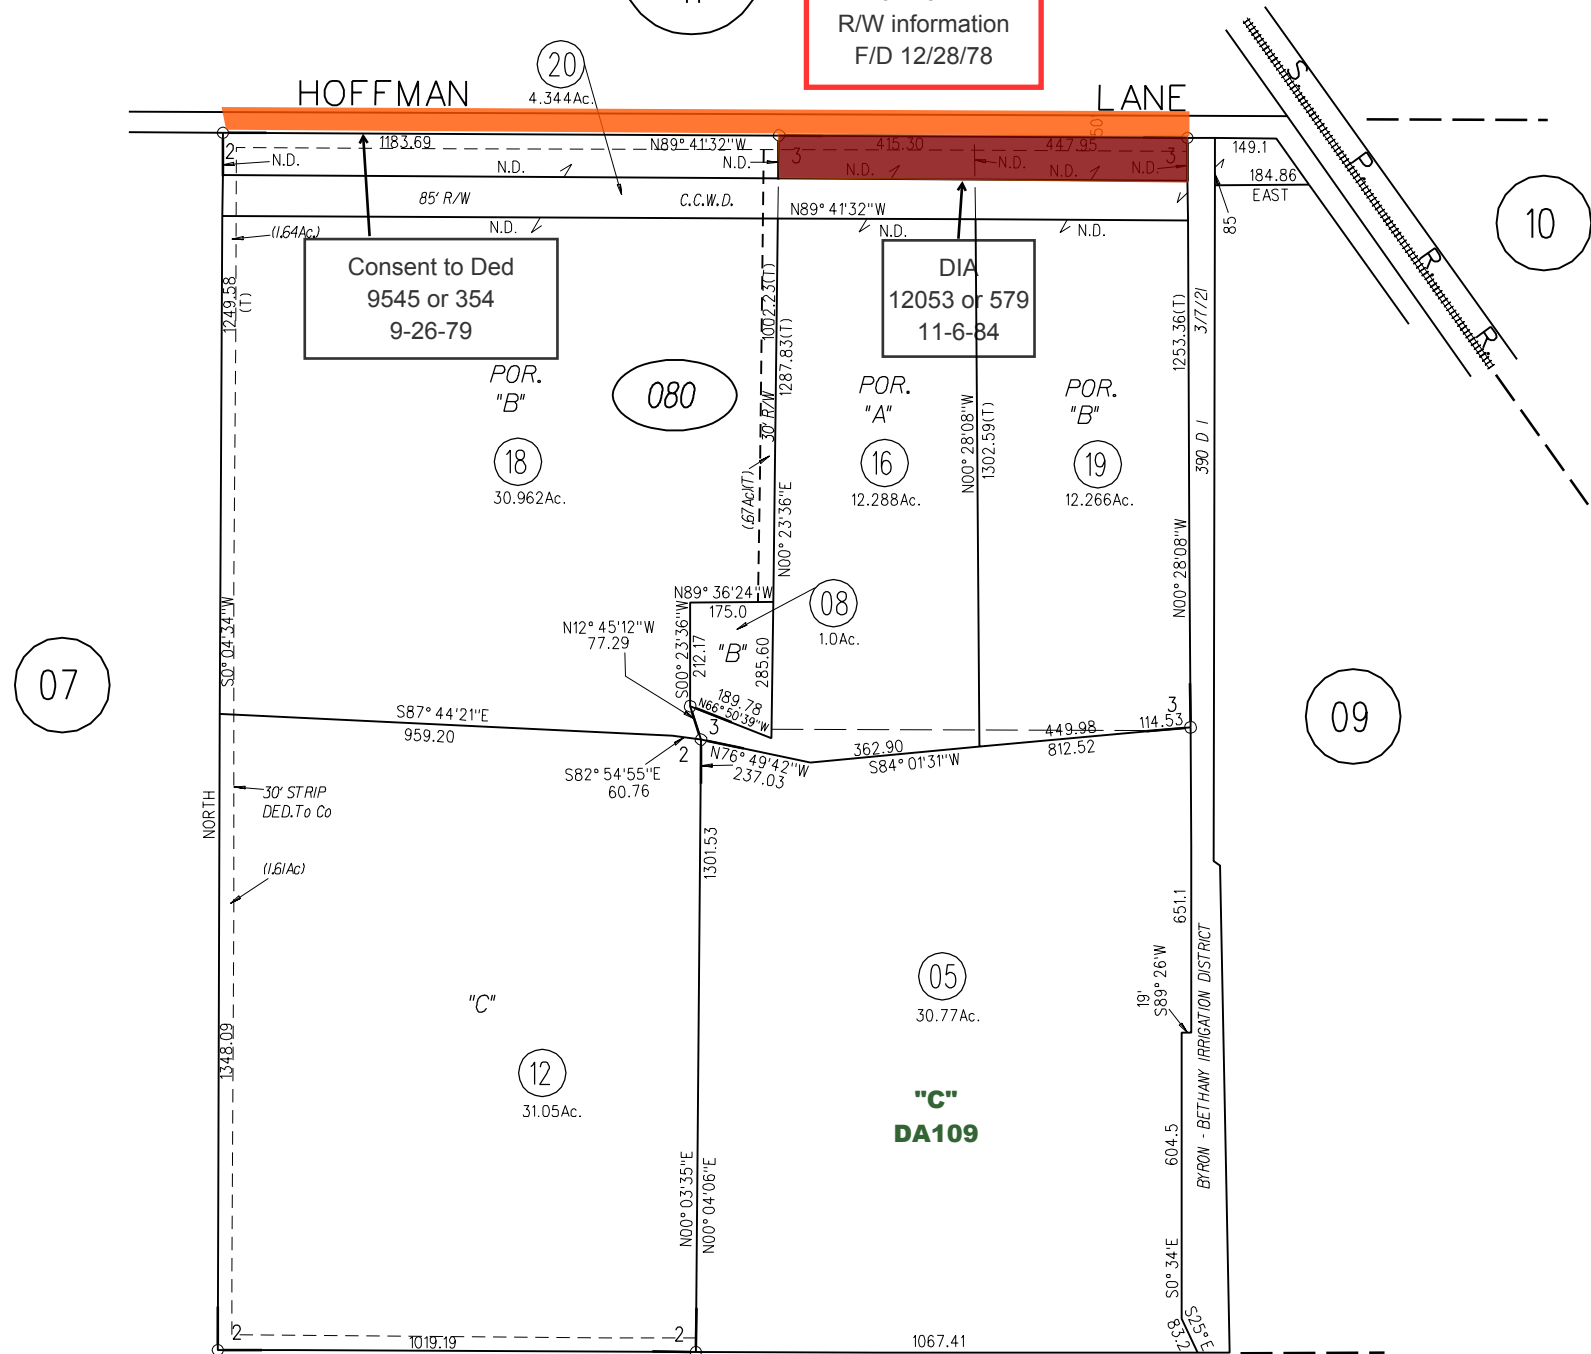 R/W information
F/D 12/28/78
HOFFMAN
LANE
20
4.344Ac.
S. P. R. R.
1183.69
N89° 41'32"W
415.30
447.95
50'
149.1
2
N.D.
N.D.
N.D.
3
N.D.
N.D.
N.D.
N.D.
3
184.86
EAST
85' R/W
C.C.W.D.
N89° 41'32"W
85
10
N.D.
N.D.
N.D.
(1.64Ac.)
Consent to Ded
9545 or 354
9-26-79
DIA
12053 or 579
11-6-84
1249.58
(T)
1002.23(T)
1287.83(T)
1253.36(T)
3/7/21
POR.
"B"
080
POR.
"A"
POR.
"B"
30' R/W
N00° 28'08"W
1302.59(T)
390 D I
18
30.962Ac.
16
12.288Ac.
19
12.266Ac.
(.67Ac)(T)
N00° 23'36"E
N00° 28'08"W
N89° 36'24"W
175.0
08
1.0Ac.
S0° 04'34"W
N12° 45'12"W
77.29
S00° 23'36"W
212.17
"B"
285.60
07
189.78
N66° 50'39"W
S87° 44'21"E
959.20
3
2
3
114.53
449.98
812.52
09
362.90
S84° 01'31"W
N76° 49'42"W
237.03
S82° 54'55"E
60.76
NORTH
30' STRIP
DED.To Co
1301.53
(1.61Ac)
651.1
05
30.77Ac.
19'
S89° 26'W
"C"
BYRON - BETHANY IRRIGATION DISTRICT
1348.09
12
31.05Ac.
"C"
DA109
604.5
N00° 03'35"E
N00° 04'06"E
S0° 34'E
S25° E
83.2
2
1019.19
2
1067.41